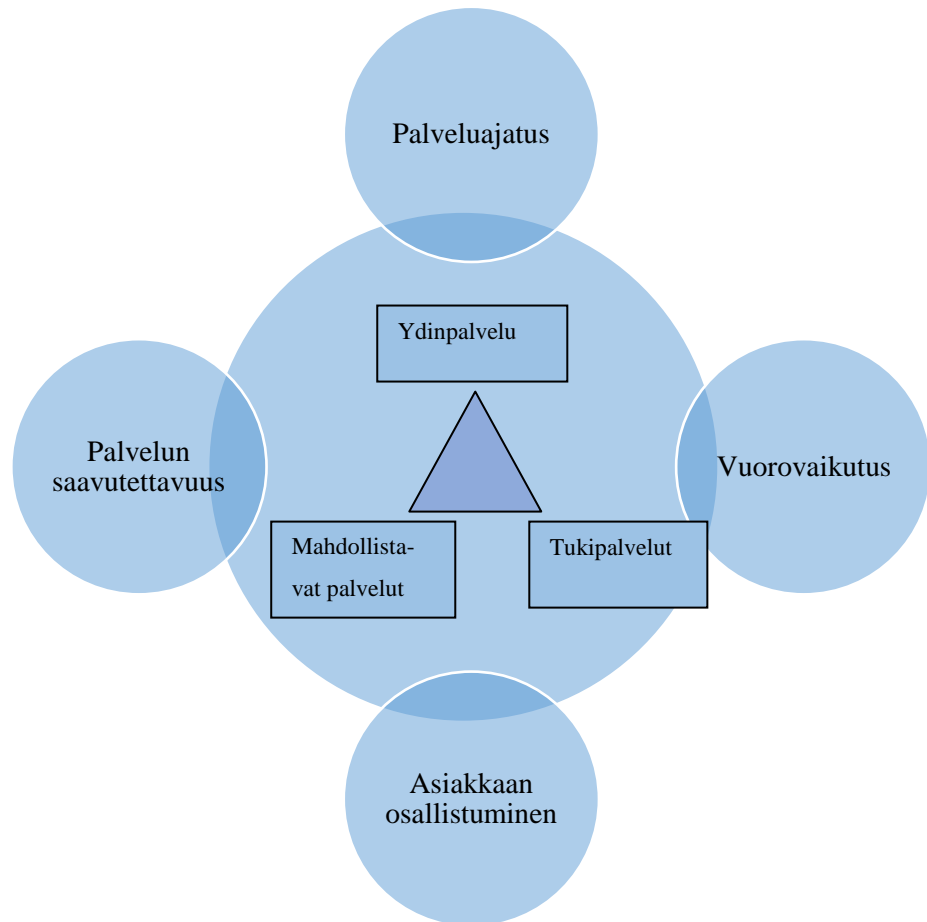 Palveluajatus
Ydinpalvelu
Palvelun
saavutettavuus
Vuorovaikutus
Mahdollista-
vat palvelut
Tukipalvelut
Asiakkaan
osallistuminen